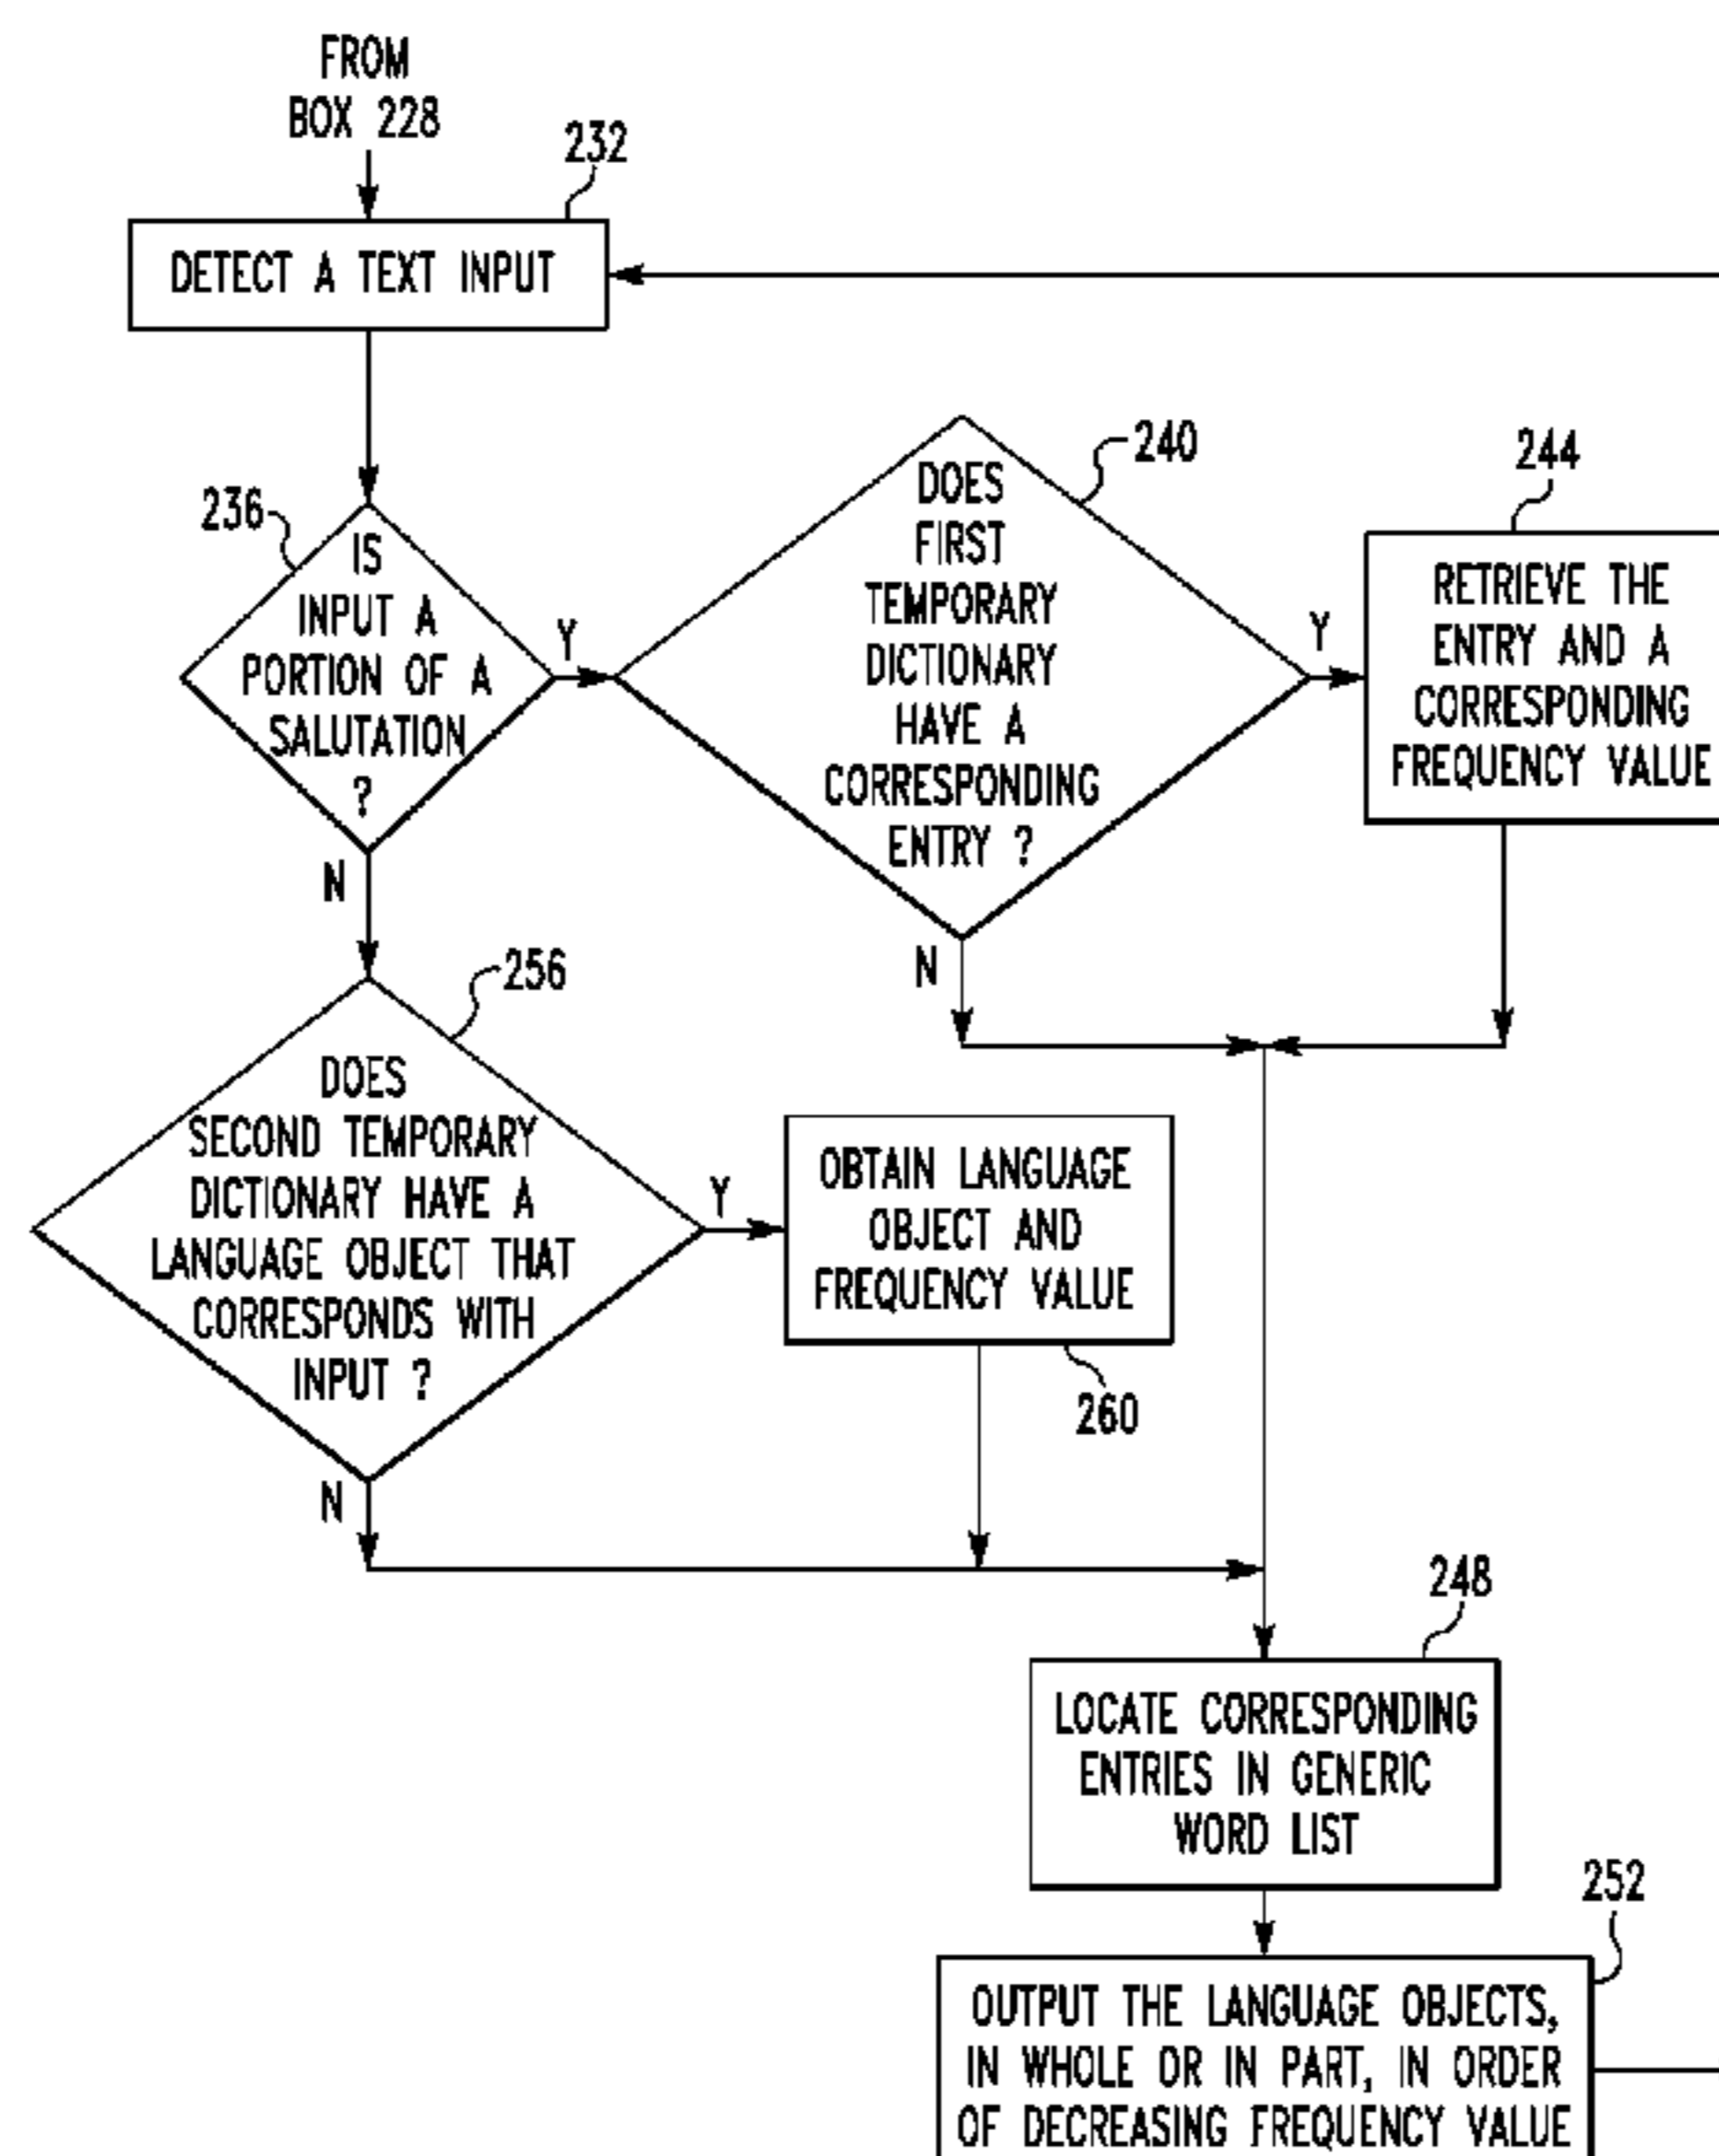 FROM
BOX 228
232
DETECT A TEXT INPUT
236
IS
INPUT A
PORTION OF A
SALUTATION
?
Y
N
240
DOES
FIRST
TEMPORARY
DICTIONARY
HAVE A
CORRESPONDING
ENTRY ?
Y
N
244
RETRIEVE THE
ENTRY AND A
CORRESPONDING
FREQUENCY VALUE
256
DOES
SECOND TEMPORARY
DICTIONARY HAVE A
LANGUAGE OBJECT THAT
CORRESPONDS WITH
INPUT ?
Y
N
OBTAIN LANGUAGE
OBJECT AND
FREQUENCY VALUE
260
248
LOCATE CORRESPONDING
ENTRIES IN GENERIC
WORD LIST
252
OUTPUT THE LANGUAGE OBJECTS,
IN WHOLE OR IN PART, IN ORDER
OF DECREASING FREQUENCY VALUE